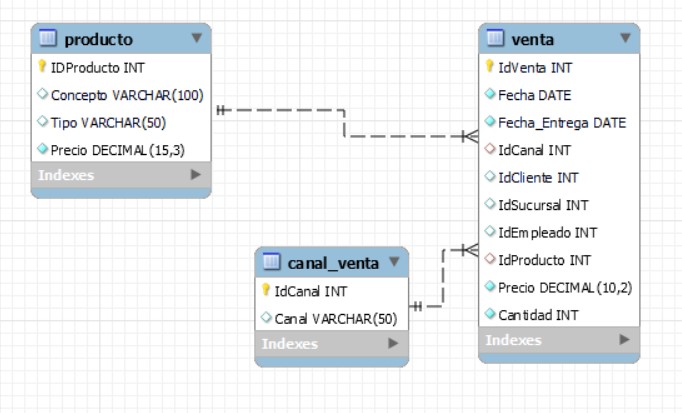 producto
IDProducto INT
Concepto VARCHAR(100)
Tipo VARCHAR(50)
Precio DECIMAL(15,3)
Indexes
canal_venta
IdCanal INT
Canal VARCHAR(50)
Indexes
venta
IdVenta INT
Fecha DATE
Fecha_Entrega DATE
IdCanal INT
IdCliente INT
IdSucursal INT
IdEmpleado INT
IdProducto INT
Precio DECIMAL(10,2)
Cantidad INT
Indexes